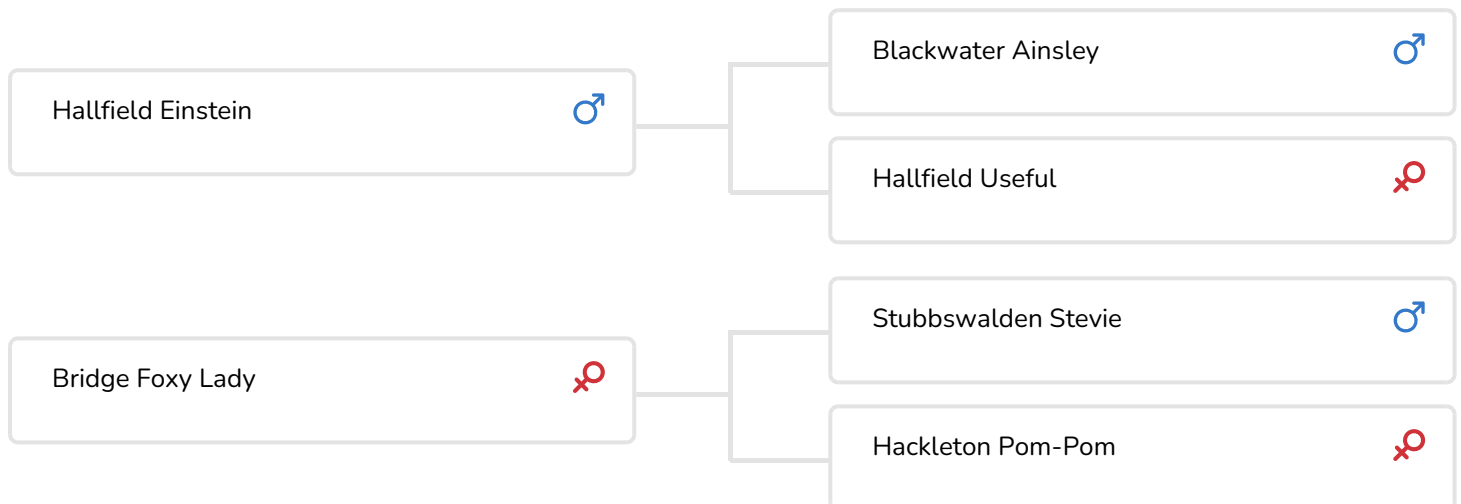 Blackwater Ainsley
Hallfield Einstein
Hallfield Useful
Stubbswalden Stevie
Bridge Foxy Lady
Hackleton Pom-Pom